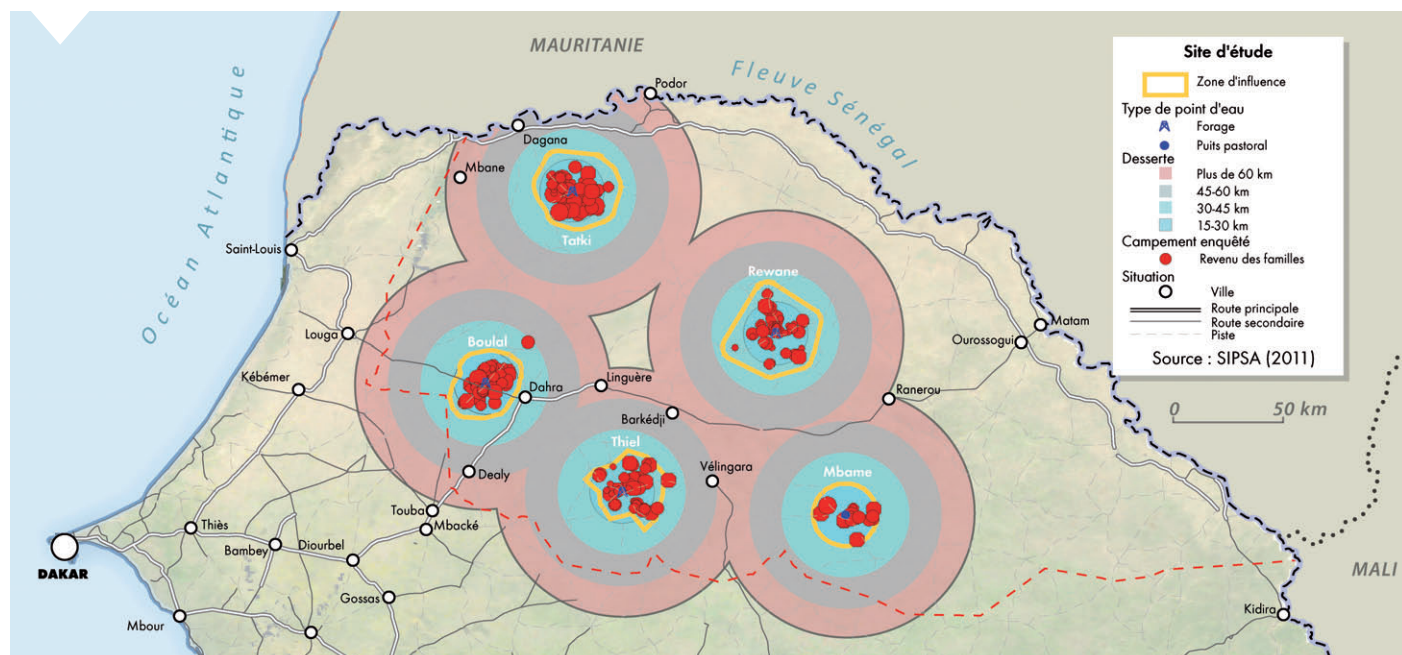 MAURITANIE
Fleuve Sénégal
Océan Atlantique
Podor
Dagana
Mbane
Tatki
Saint-Louis
Rewane
Louga
Boulal
Matam
Ourossogui
Kébémer
Dahra
Linguère
Barkédji
Ranerou
Thiel
Dealy
Vélingara
Mbame
Touba
Mbacké
Thiès
Bambey
Diourbel
DAKAR
Gossas
Mbour
MALI
Kidira
Site d'étude
Zone d'influence
Type de point d'eau
Forage
Puits pastoral
Desserte
Plus de 60 km
45-60 km
30-45 km
15-30 km
Campement enquêté
Revenu des familles
Situation
Ville
Route principale
Route secondaire
Piste
Source : SIPSA (2011)
0 50 km